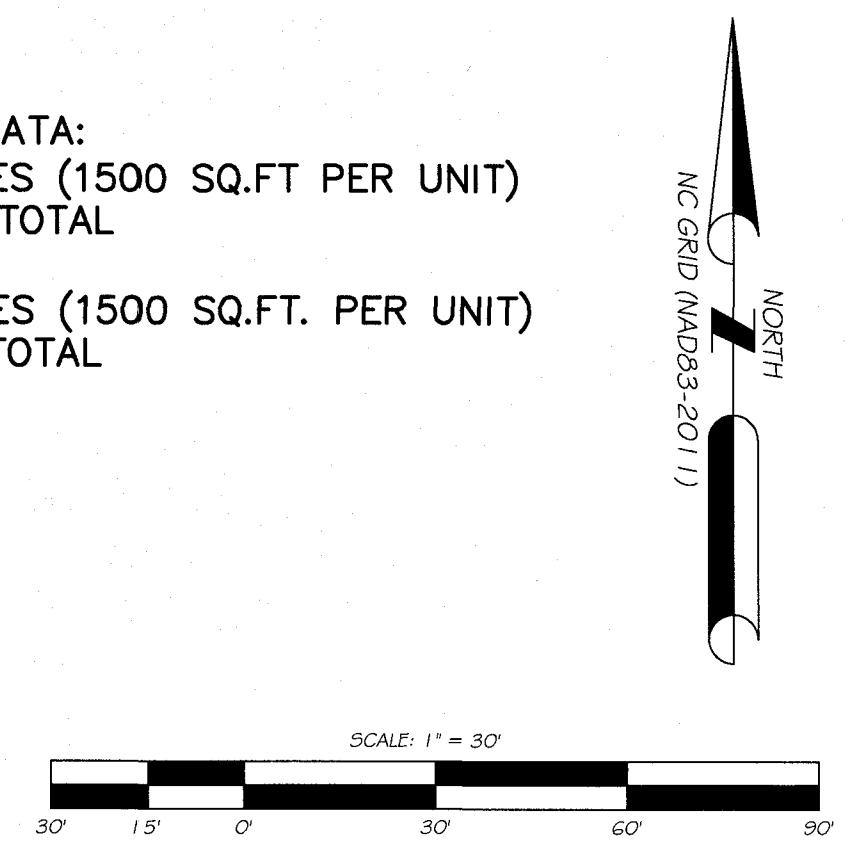 ATA:
ES (1500 SQ.FT PER UNIT)
TOTAL
ES (1500 SQ.FT. PER UNIT)
TOTAL
NC GRID (NAD83-2011)
NORTH
SCALE: 1" = 30'
30' 15' 0' 30' 60' 90'